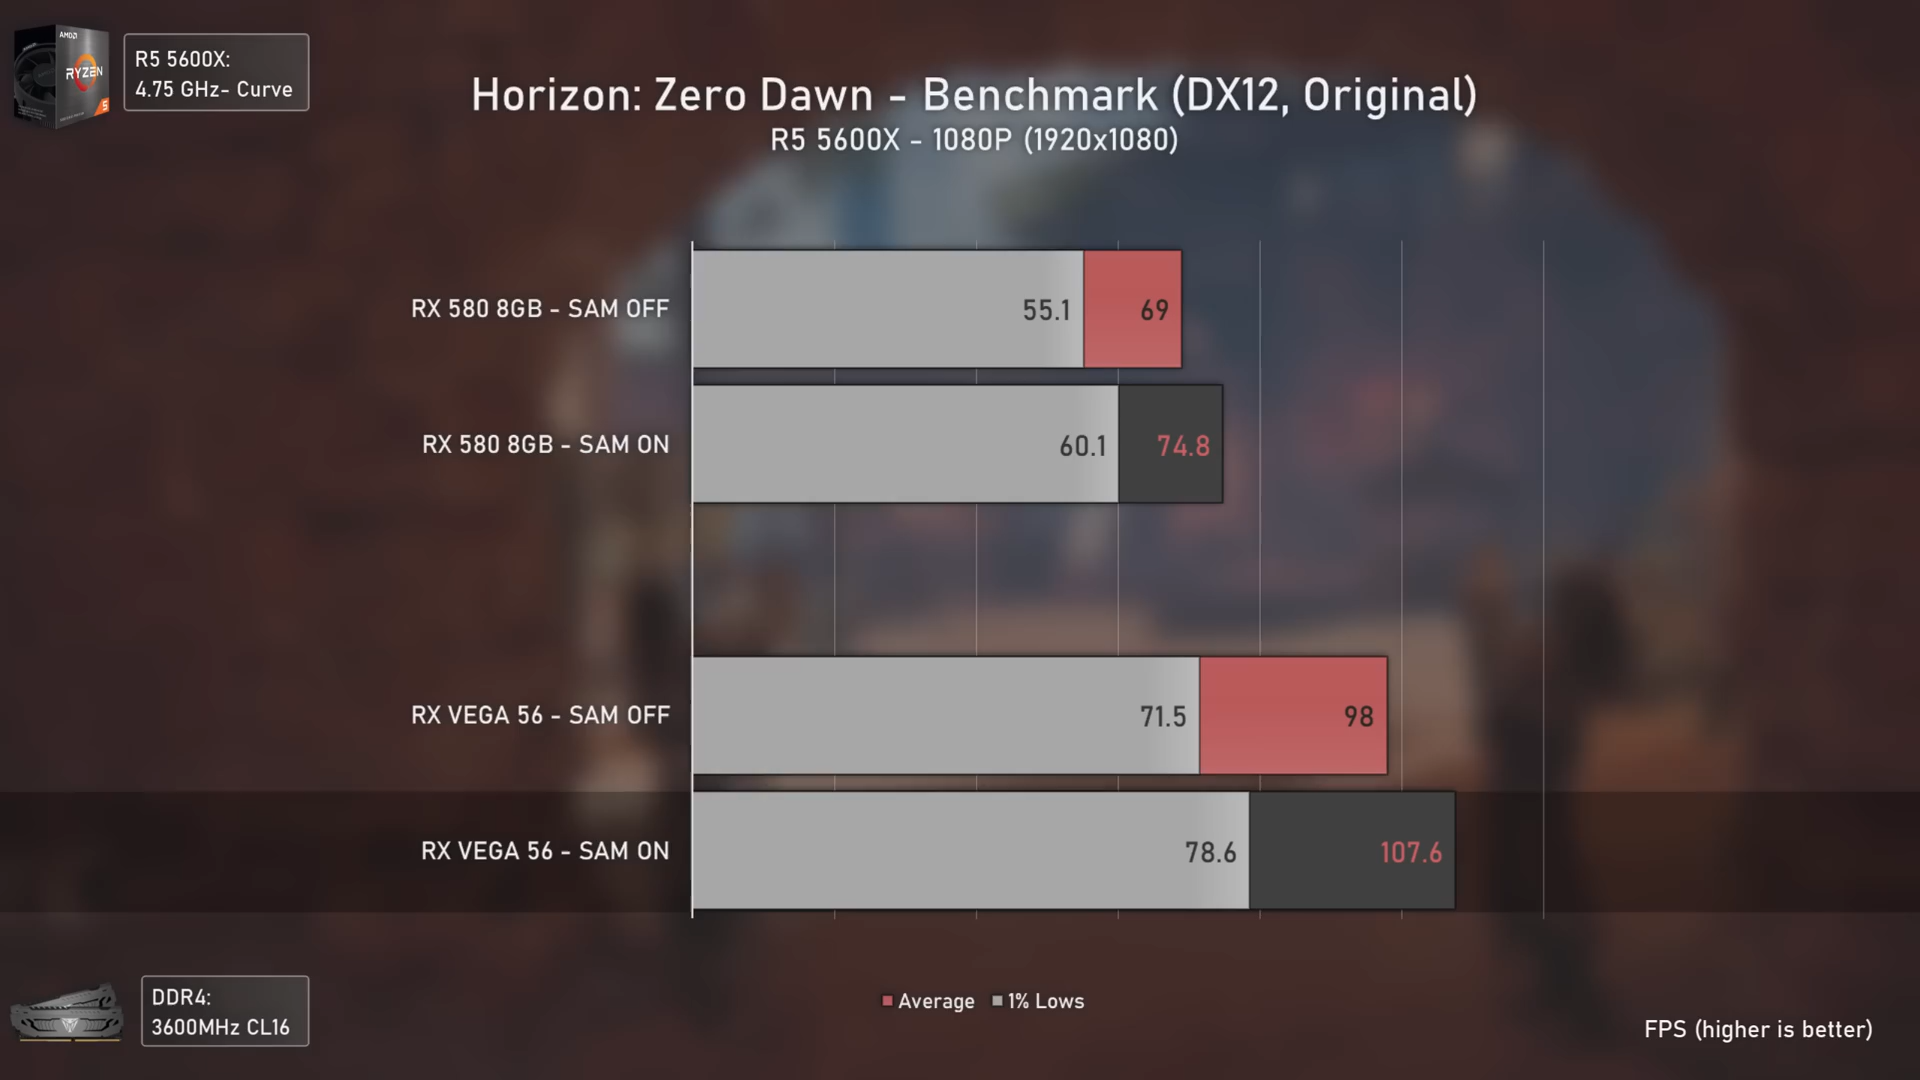 AMD
RYZEN
5
R5 5600X:
4.75 GHz- Curve
Horizon: Zero Dawn - Benchmark (DX12, Original)
R5 5600X - 1080P (1920x1080)
RX 580 8GB - SAM OFF
55.1
69
RX 580 8GB - SAM ON
60.1
74.8
RX VEGA 56 - SAM OFF
71.5
98
RX VEGA 56 - SAM ON
78.6
107.6
DDR4:
3600MHz CL16
Average
1% Lows
FPS (higher is better)